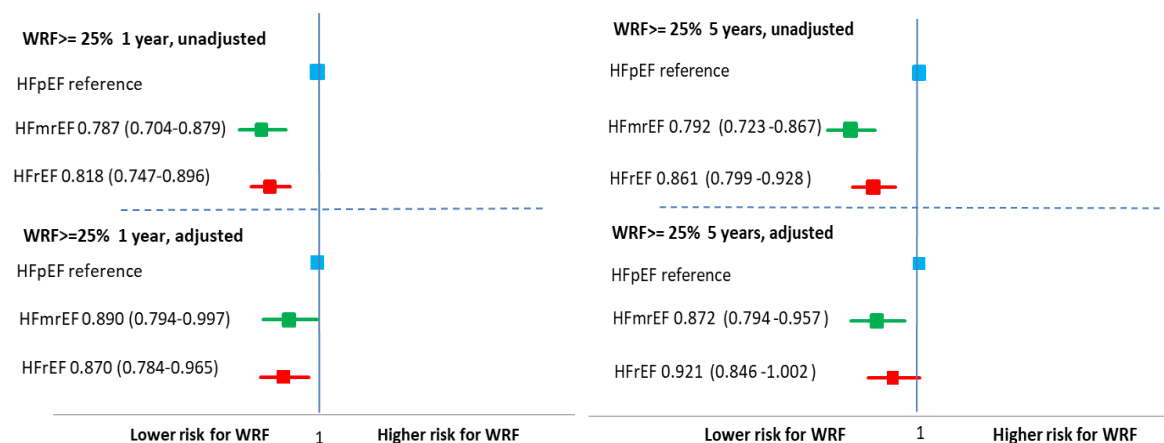 WRF>= 25% 1 year, unadjusted
HFpEF reference
HFmrEF 0.787 (0.704-0.879)
HFrEF 0.818 (0.747-0.896)
WRF>=25% 1 year, adjusted
HFpEF reference
HFmrEF 0.890 (0.794-0.997)
HFrEF 0.870 (0.784-0.965)
Lower risk for WRF 1 Higher risk for WRF
WRF>= 25% 5 years, unadjusted
HFpEF reference
HFmrEF 0.792 (0.723 -0.867)
HFrEF 0.861 (0.799 -0.928)
WRF>= 25% 5 years, adjusted
HFpEF reference
HFmrEF 0.872 (0.794 -0.957 )
HFrEF 0.921 (0.846 -1.002 )
Lower risk for WRF 1 Higher risk for WRF